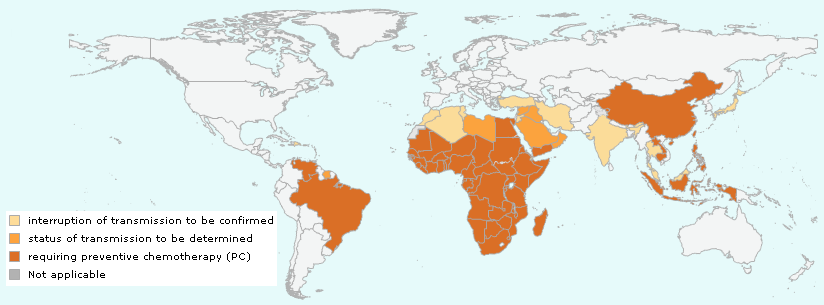 interruption of transmission to be confirmed
status of transmission to be determined
requiring preventive chemotherapy (PC)
Not applicable